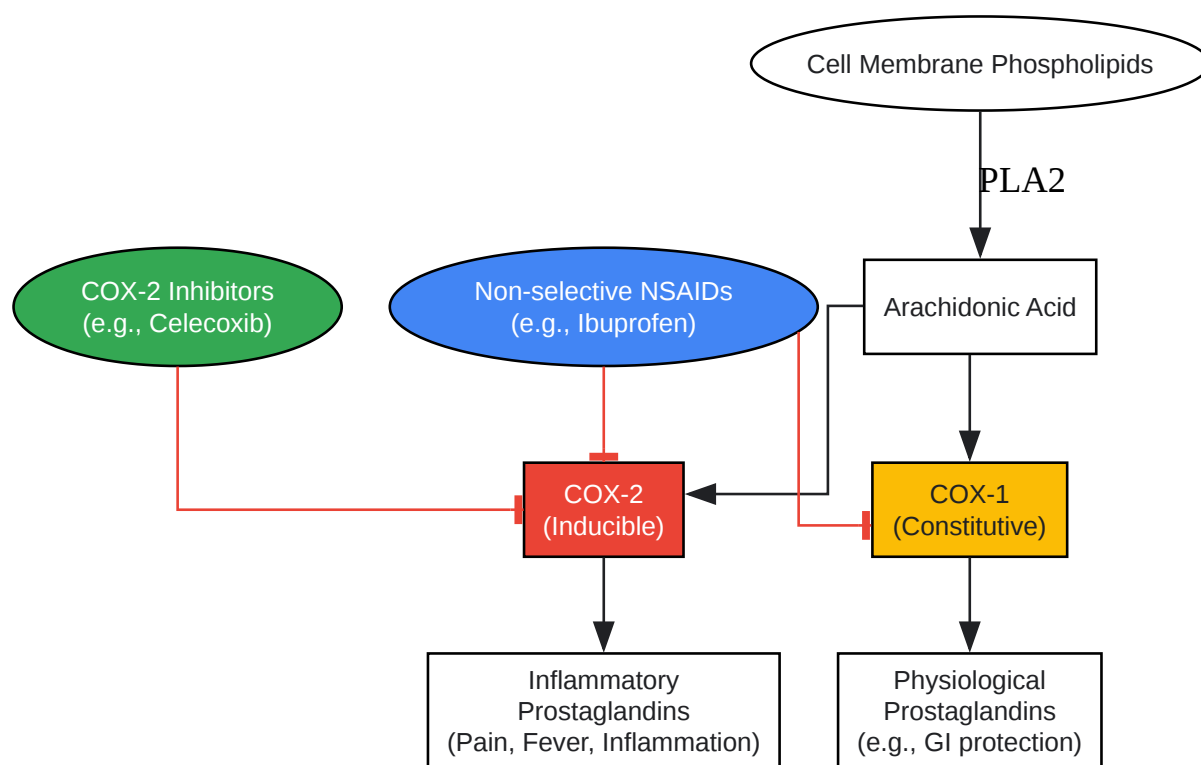 Cell Membrane Phospholipids
PLA2
COX-2 Inhibitors
(e.g., Celecoxib)
Non-selective NSAIDs
(e.g., Ibuprofen)
Arachidonic Acid
COX-2
(Inducible)
COX-1
(Constitutive)
Inflammatory
Prostaglandins
(Pain, Fever, Inflammation)
Physiological
Prostaglandins
(e.g., GI protection)